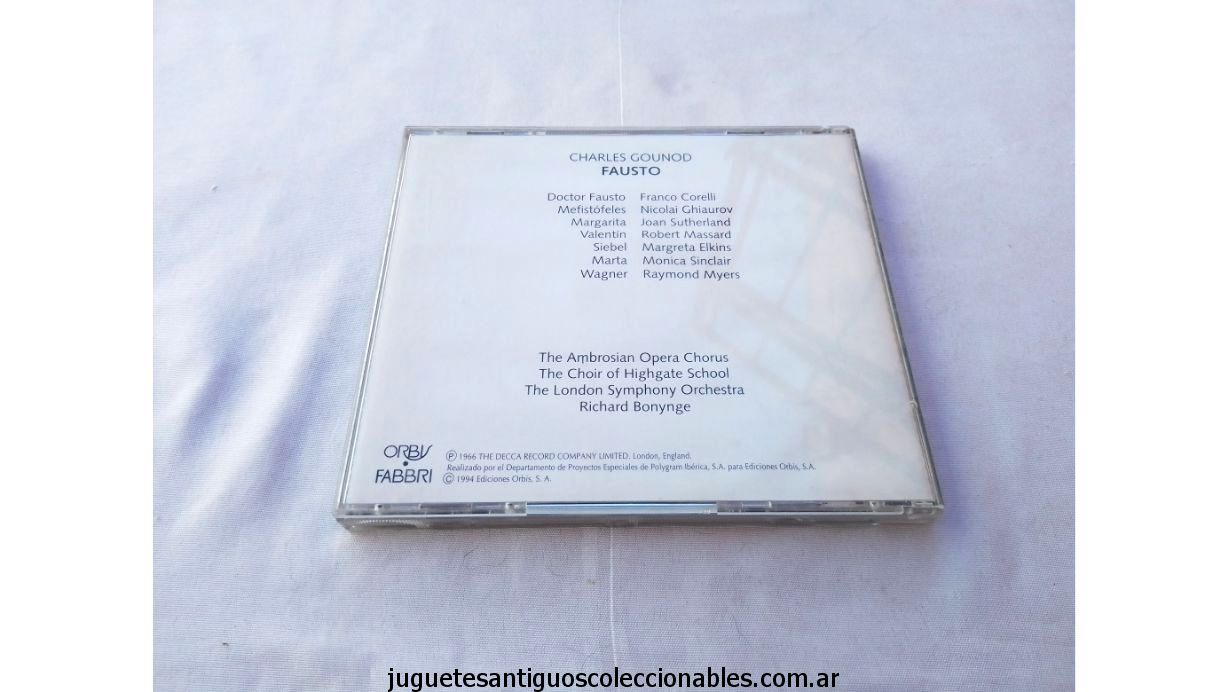 CHARLES GOUNOD
FAUSTO
Doctor Fausto Franco Corelli
Mefistófeles Nicolai Ghiaurov
Margarita Joan Sutherland
Valentín Robert Massard
Siebel Margreta Elkins
Marta Monica Sinclair
Wagner Raymond Myers
The Ambrosian Opera Chorus
The Choir of Highgate School
The London Symphony Orchestra
Richard Bonynge
ORBIS
FABBRI
Ⓟ 1966 THE DECCA RECORD COMPANY LIMITED. London, England.
Realizado por el Departamento de Proyectos Especiales de Polygram Ibérica, S.A. para Ediciones Orbis, S.A.
© 1994 Ediciones Orbis, S. A.
juguetesantiguoscoleccionables.com.ar